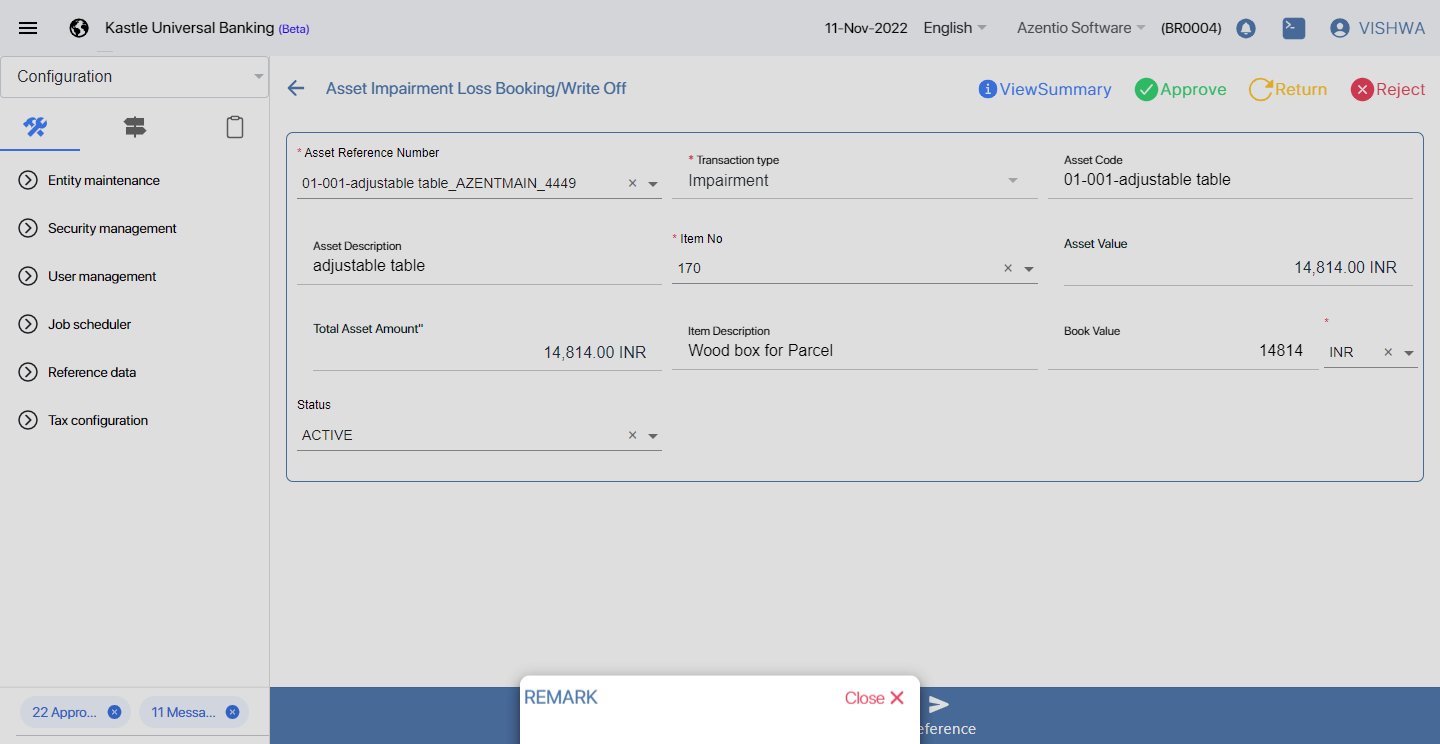 Kastle Universal Banking (Beta)
11-Nov-2022 English Azentio Software (BR0004) VISHWA
Configuration
Entity maintenance
Security management
User management
Job scheduler
Reference data
Tax configuration
22 Appro... 11 Messa...
Asset Impairment Loss Booking/Write Off
ViewSummary Approve Return Reject
* Asset Reference Number
01-001-adjustable table_AZENTMAIN_4449
* Transaction type
Impairment
Asset Code
01-001-adjustable table
Asset Description
adjustable table
* Item No
170
Asset Value
14,814.00 INR
Total Asset Amount"
14,814.00 INR
Item Description
Wood box for Parcel
Book Value
14814
*
INR
Status
ACTIVE
REMARK Close
eference